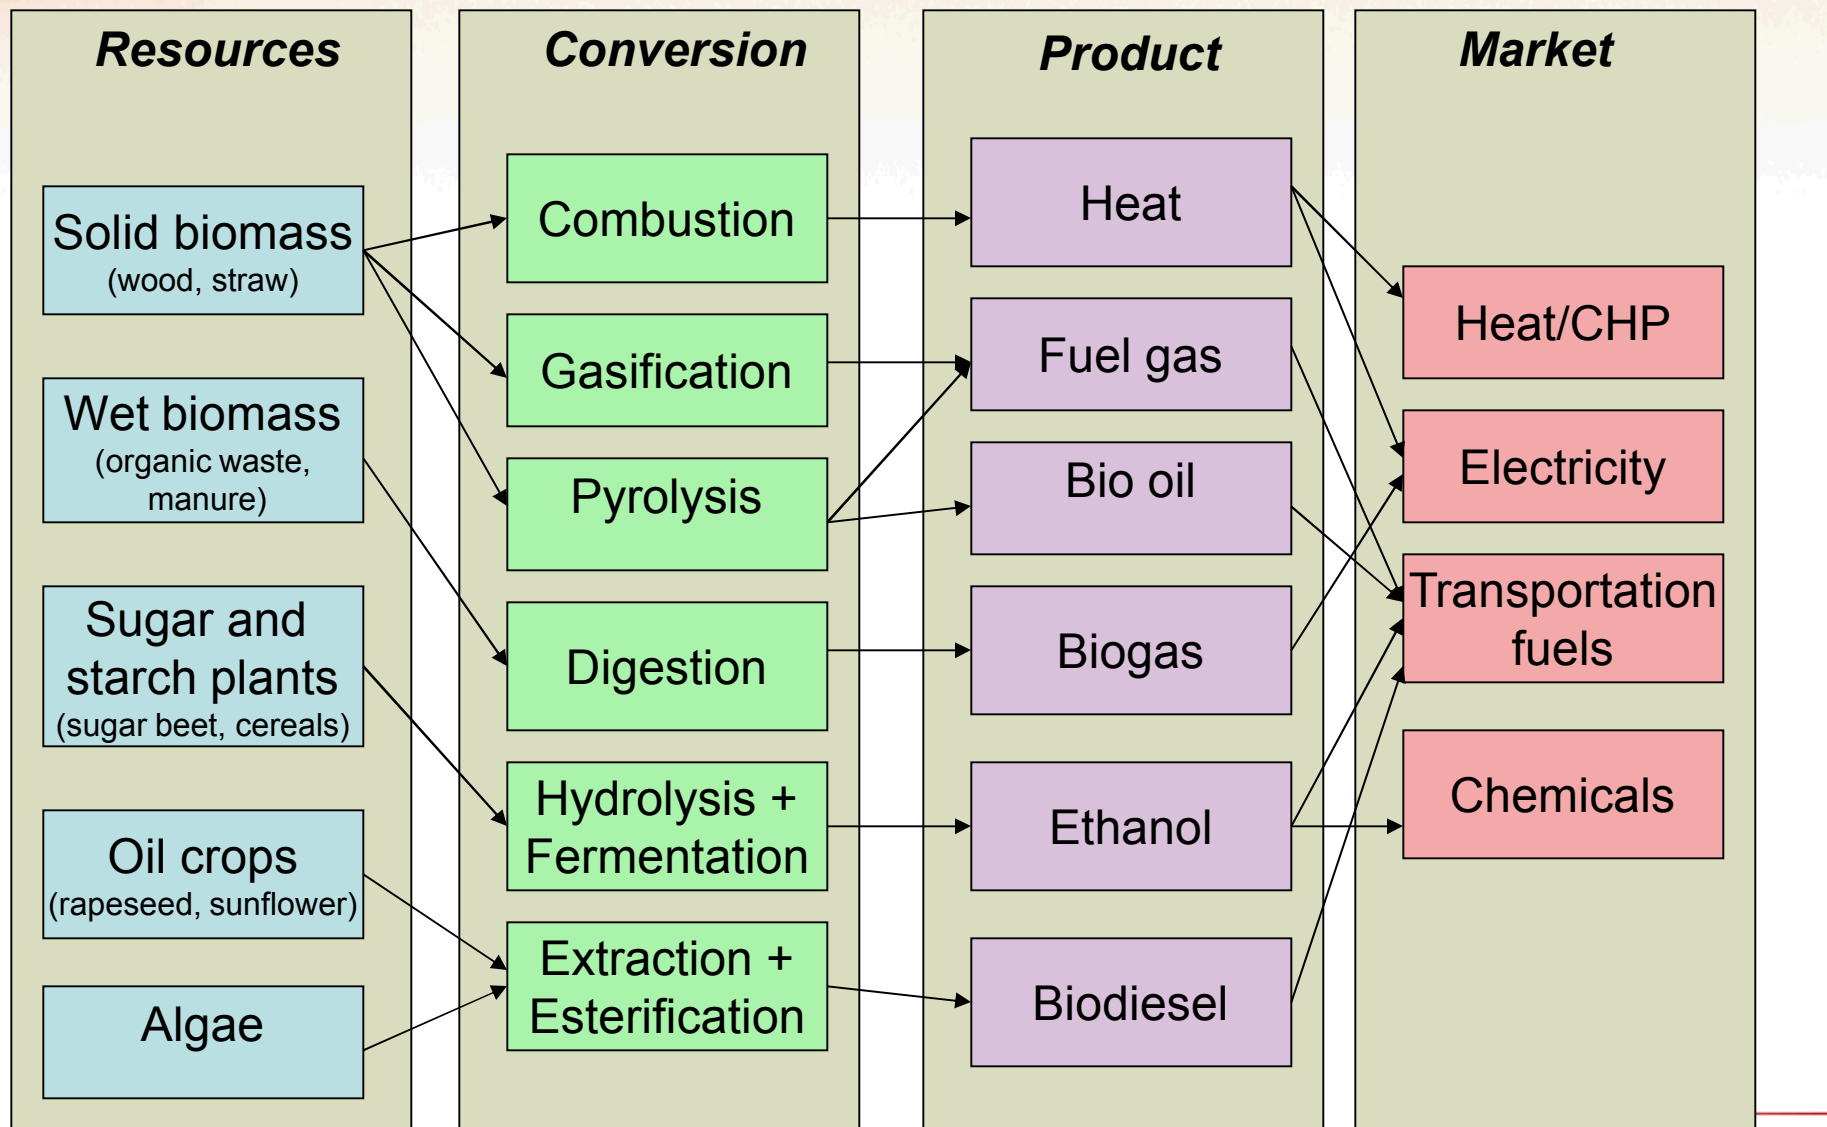 Resources
Solid biomass
(wood, straw)
Wet biomass
(organic waste,
manure)
Sugar and
starch plants
(sugar beet, cereals)
Oil crops
(rapeseed, sunflower)
Algae
Conversion
Combustion
Gasification
Pyrolysis
Digestion
Hydrolysis +
Fermentation
Extraction +
Esterification
Product
Heat
Fuel gas
Bio oil
Biogas
Ethanol
Biodiesel
Market
Heat/CHP
Electricity
Transportation
fuels
Chemicals